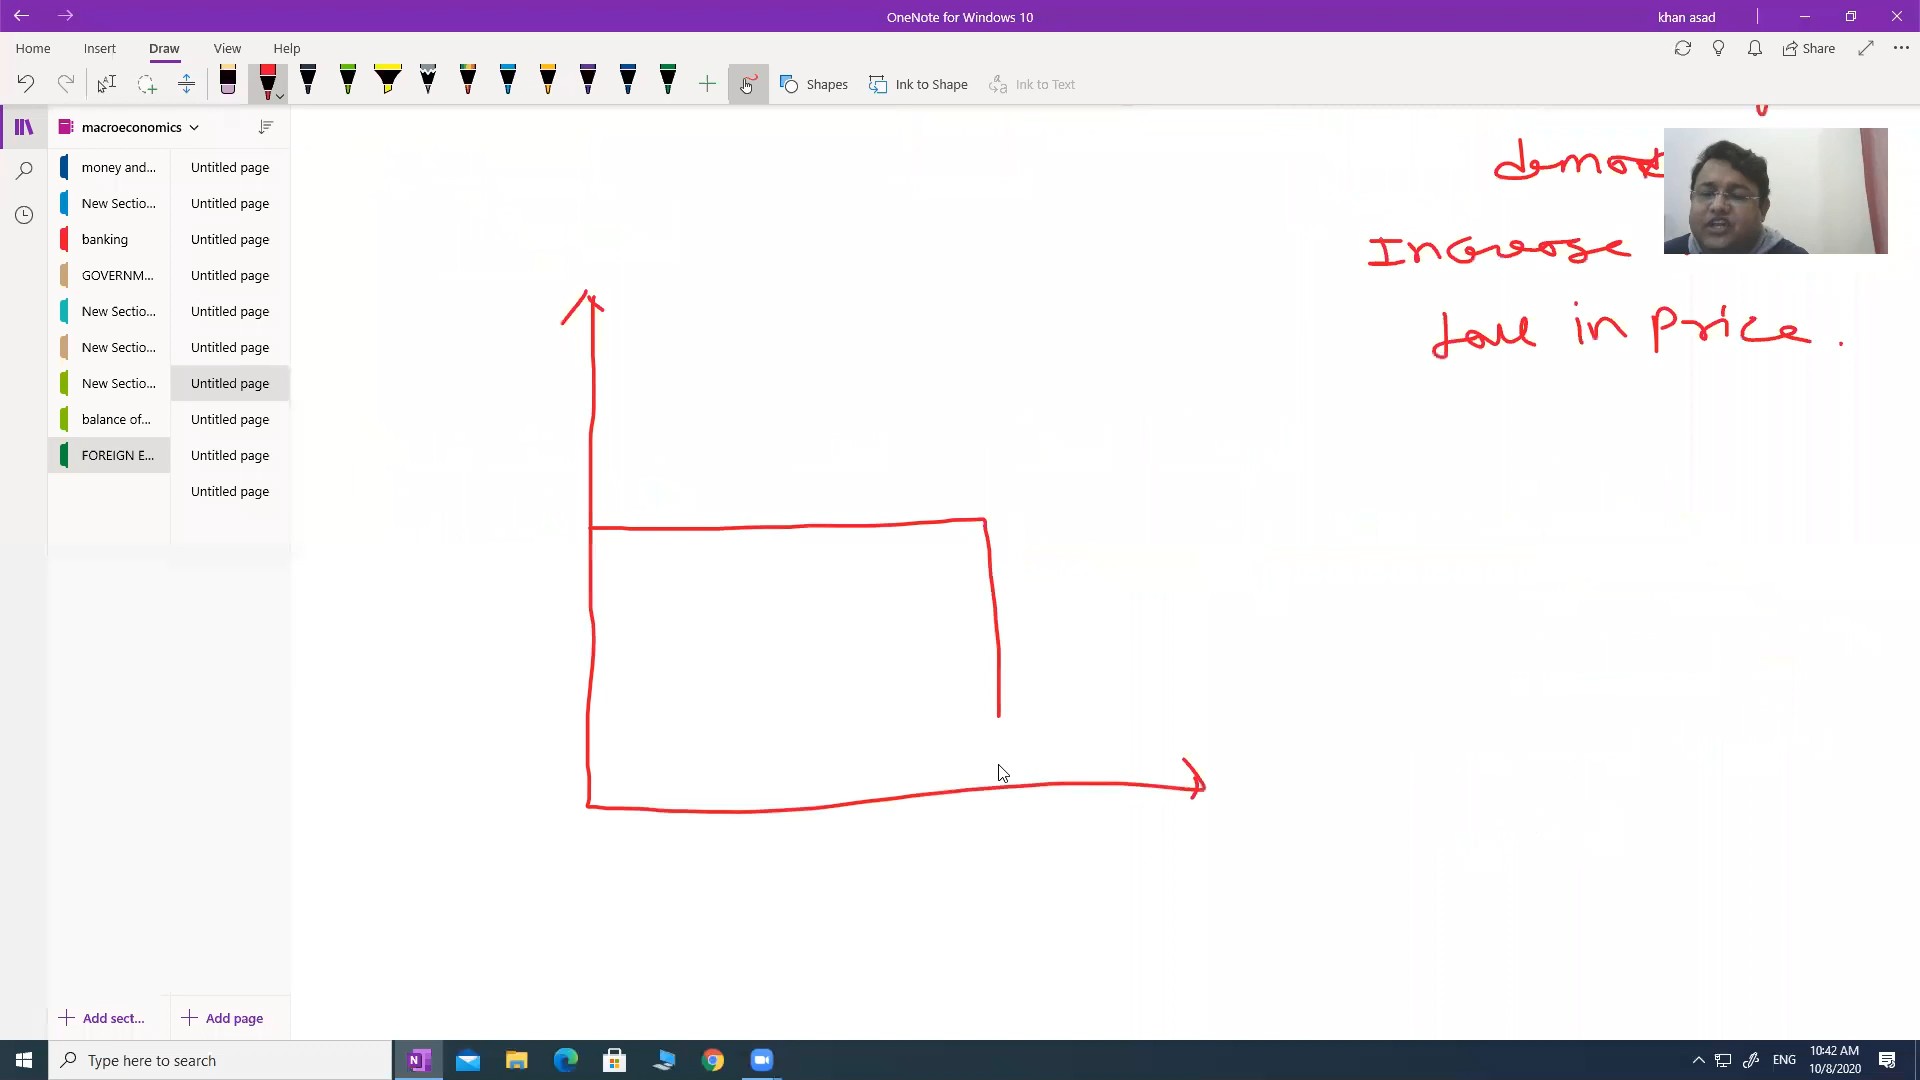 OneNote for Windows 10
khan asad
Home Insert Draw View Help
Share
Shapes Ink to Shape Ink to Text
macroeconomics
money and... Untitled page
New Sectio... Untitled page
banking Untitled page
GOVERNM... Untitled page
New Sectio... Untitled page
New Sectio... Untitled page
New Sectio... Untitled page
balance of... Untitled page
FOREIGN E... Untitled page
Untitled page
Increase
fall in price.
Add sect... Add page
Type here to search
ENG
10:42 AM
10/8/2020